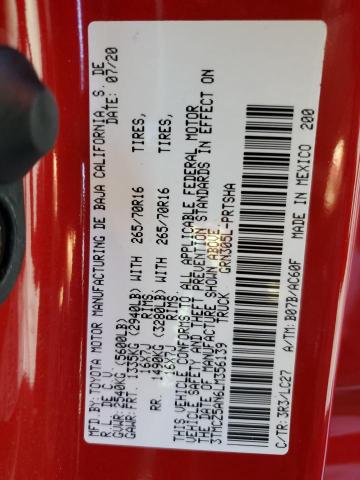 MFD.BY:TOYOTA MOTOR MANUFACTURING DE BAJA CALIFORNIA, S. DE
R.L. DE C.V. DATE: 07/20
GVWR: 2540KG (5600LB)
GAWR:FRT. 1335KG (2940LB) WITH 265/70R16 TIRES,
16X7J RIMS
RR. 1490KG (3280LB) WITH 265/70R16 TIRES,
16X7J RIMS
THIS VEHICLE CONFORMS TO ALL APPLICABLE FEDERAL MOTOR
VEHICLE SAFETY AND THEFT PREVENTION STANDARDS IN EFFECT ON
THE DATE OF MANUFACTURE SHOWN ABOVE.
3TMCZ5AN6LM356139 TRUCK GRN305L-PRTSHA
C/TR: 3R3/LC27 A/TM: B07B/AC60F MADE IN MEXICO 200